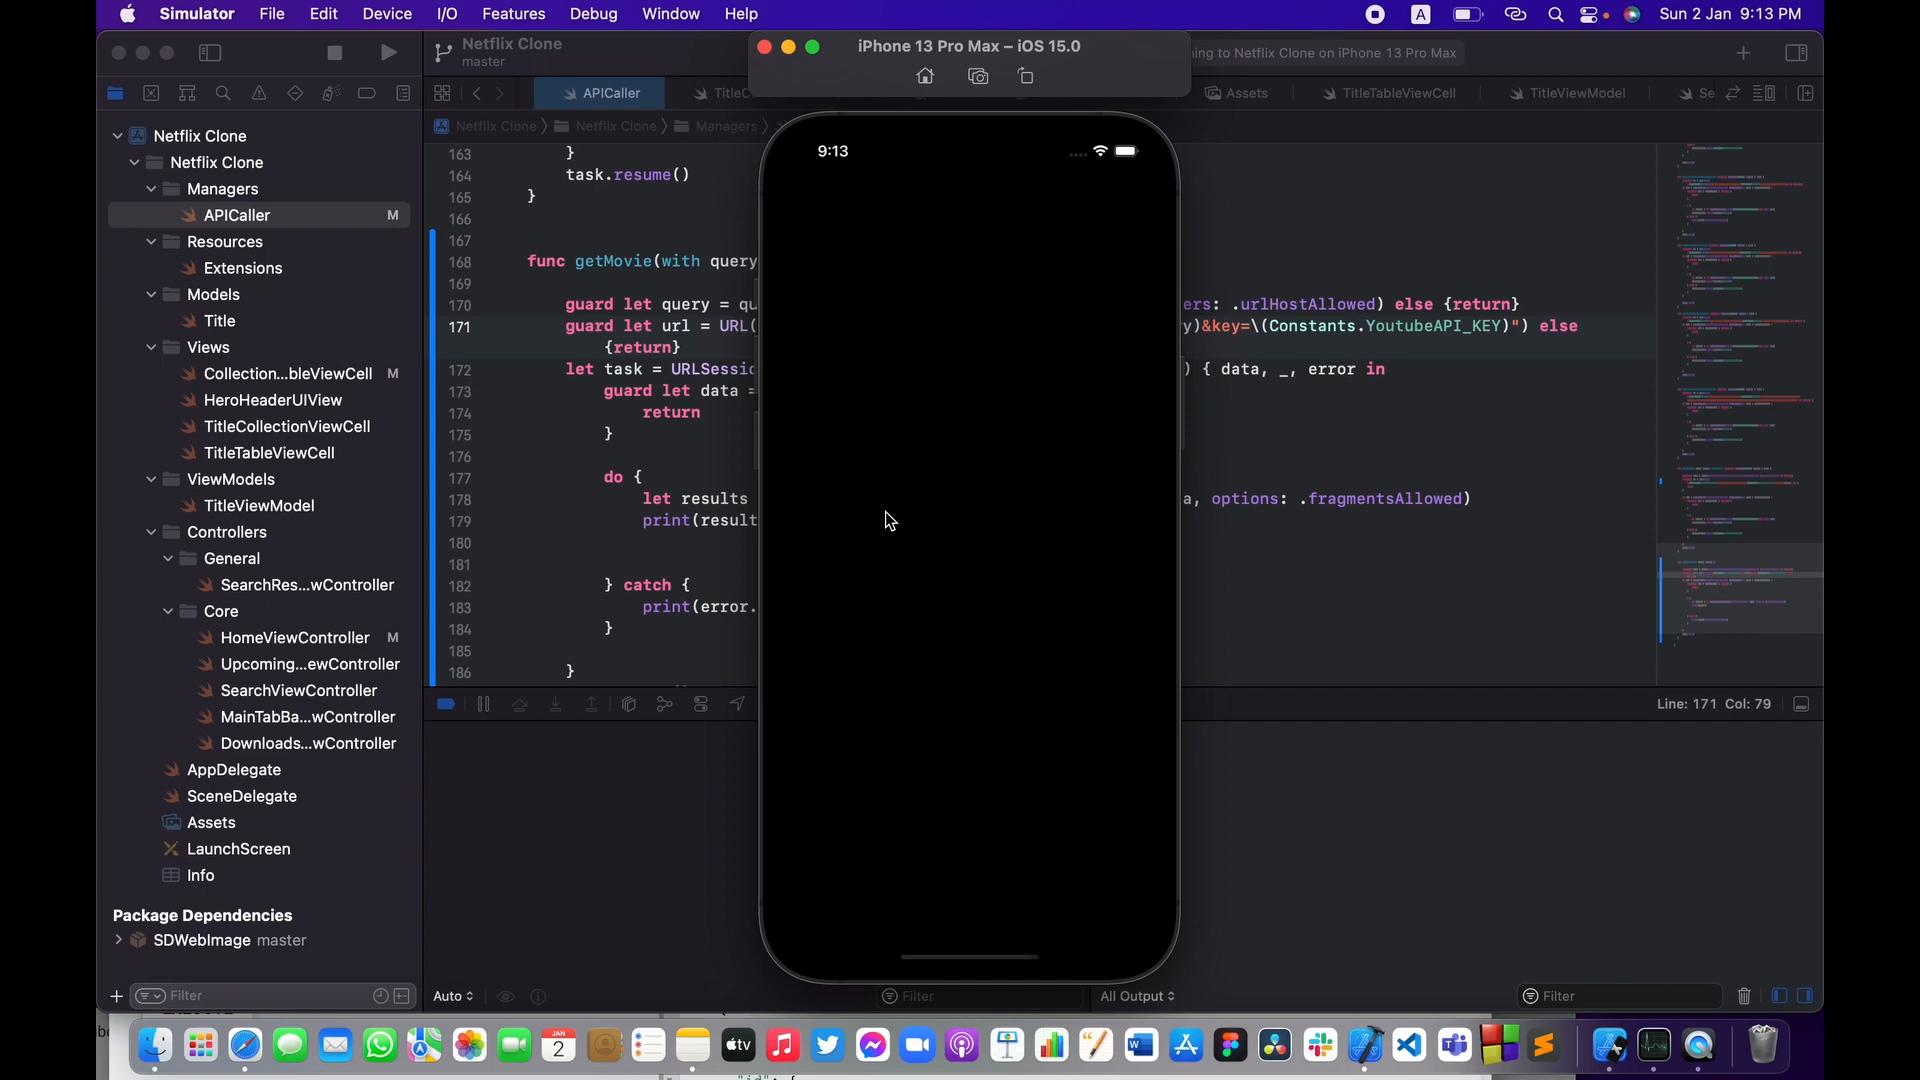 Simulator File Edit Device I/O Features Debug Window Help
A
Sun 2 Jan 9:13 PM
Netflix Clone
master
iPhone 13 Pro Max – iOS 15.0
to Netflix Clone on iPhone 13 Pro Max
APICaller
Assets
TitleTableViewCell
TitleViewModel
Netflix Clone
Netflix Clone
Managers
9:13
Netflix Clone
Netflix Clone
Managers
APICaller M
Resources
Extensions
Models
Title
Views
Collection...bleViewCell M
HeroHeaderUIView
TitleCollectionViewCell
TitleTableViewCell
ViewModels
TitleViewModel
Controllers
General
SearchRes...wController
Core
HomeViewController M
Upcoming...ewController
SearchViewController
MainTabBa...wController
Downloads...wController
AppDelegate
SceneDelegate
Assets
LaunchScreen
Info
Package Dependencies
SDWebImage master
Filter
163 }
164 task.resume()
165 }
166
167
168 func getMovie(with query
169
170 guard let query = qu ers: .urlHostAllowed) else {return}
171 guard let url = URL( y)&key=\(Constants.YoutubeAPI_KEY)") else
{return}
172 let task = URLSessio ) { data, _, error in
173 guard let data =
174 return
175 }
176
177 do {
178 let results a, options: .fragmentsAllowed)
179 print(result
180
181
182 } catch {
183 print(error.
184 }
185
186 }
Line: 171 Col: 79
Auto
Filter
All Output
Filter
JAN
2
tv
"id": {